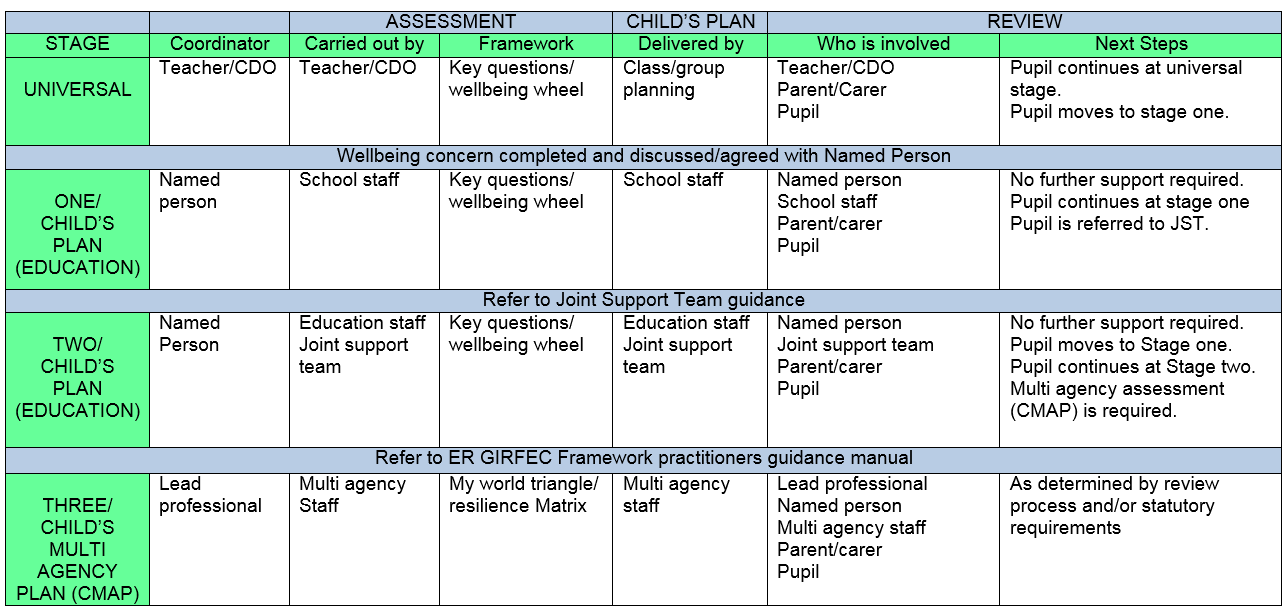 ASSESSMENT CHILD'S PLAN REVIEW
STAGE Coordinator Carried out by Framework Delivered by Who is involved Next Steps
UNIVERSAL
Teacher/CDO
Teacher/CDO
Key questions/
wellbeing wheel
Class/group
planning
Teacher/CDO
Parent/Carer
Pupil
Pupil continues at universal
stage.
Pupil moves to stage one.
Wellbeing concern completed and discussed/agreed with Named Person
ONE/
CHILD'S
PLAN
(EDUCATION)
Named
person
School staff
Key questions/
wellbeing wheel
School staff
Named person
School staff
Parent/carer
Pupil
No further support required.
Pupil continues at stage one
Pupil is referred to JST.
Refer to Joint Support Team guidance
TWO/
CHILD'S
PLAN
(EDUCATION)
Named
Person
Education staff
Joint support
team
Key questions/
wellbeing wheel
Education staff
Joint support
team
Named person
Joint support team
Parent/carer
Pupil
No further support required.
Pupil moves to Stage one.
Pupil continues at Stage two.
Multi agency assessment
(CMAP) is required.
Refer to ER GIRFEC Framework practitioners guidance manual
THREE/
CHILD'S
MULTI
AGENCY
PLAN (CMAP)
Lead
professional
Multi agency
Staff
My world triangle/
resilience Matrix
Multi agency
staff
Lead professional
Named person
Multi agency staff
Parent/carer
Pupil
As determined by review
process and/or statutory
requirements